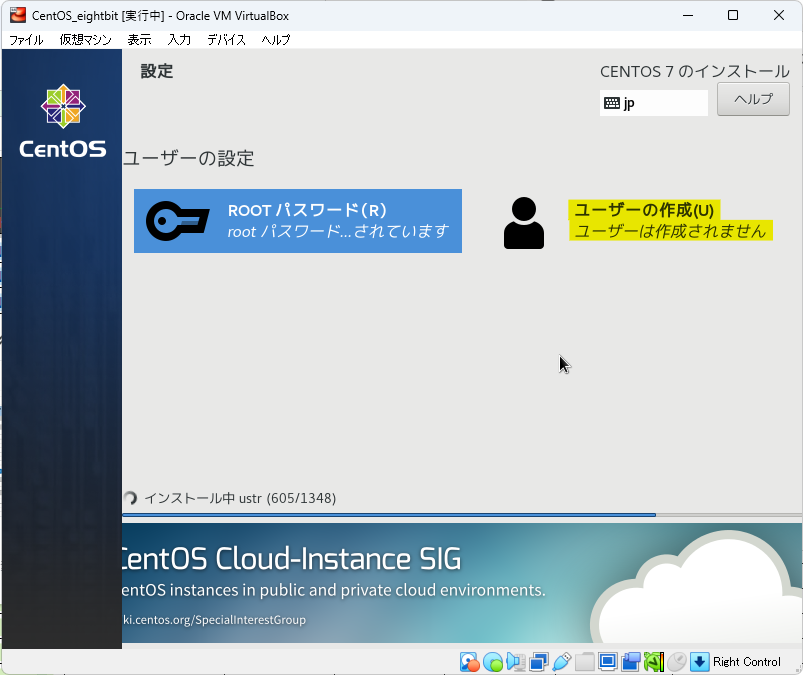 CentOS_eightbit [実行中] - Oracle VM VirtualBox
ファイル 仮想マシン 表示 入力 デバイス ヘルプ
設定
CENTOS 7 のインストール
jp
ヘルプ
CentOS
ユーザーの設定
ROOT パスワード(R)
root パスワード...されています
ユーザーの作成(U)
ユーザーは作成されません
インストール中 ustr (605/1348)
CentOS Cloud-Instance SIG
entOS instances in public and private cloud environments.
ki.centos.org/SpecialInterestGroup
Right Control